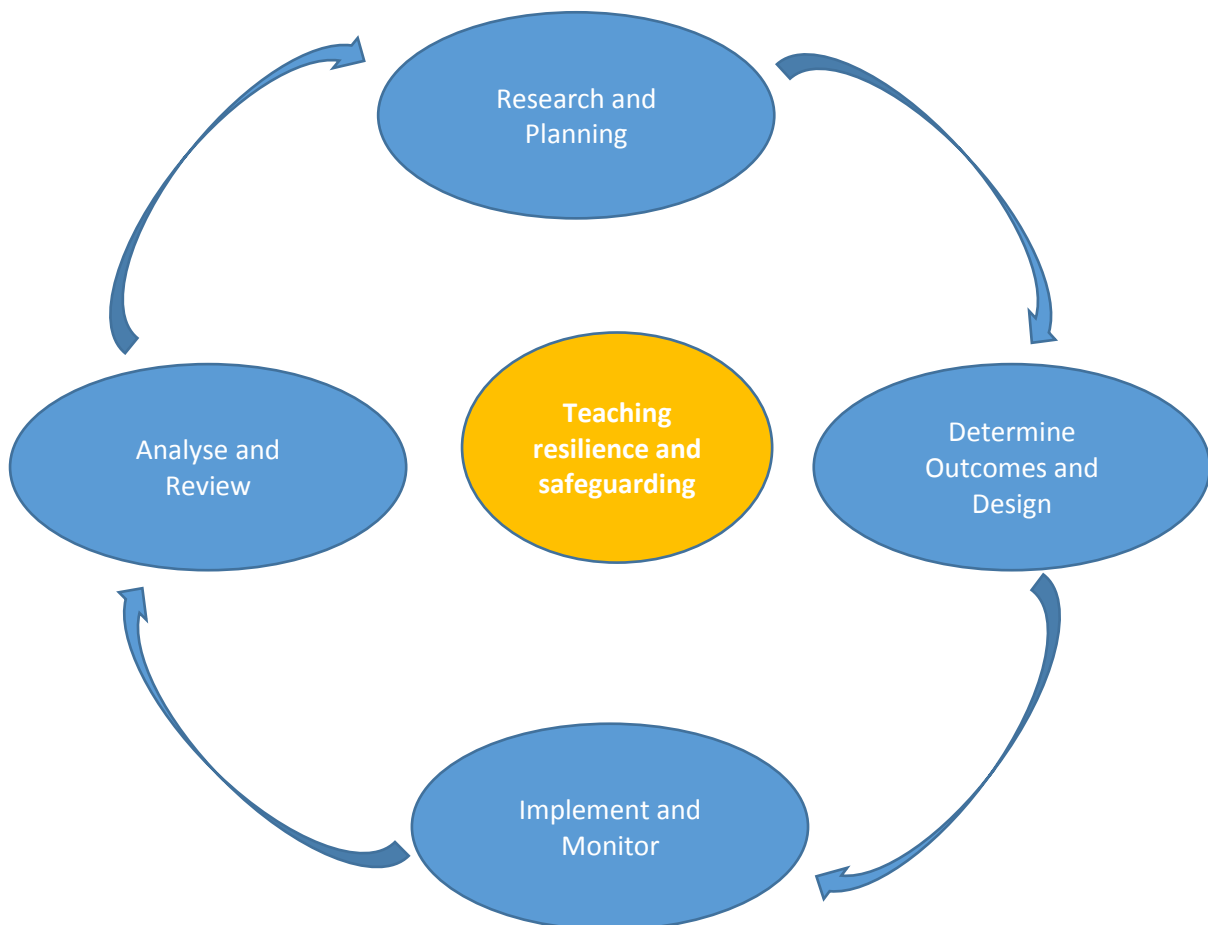 Research and
Planning
Teaching
resilience and
safeguarding
Determine
Outcomes and
Design
Analyse and
Review
Implement and
Monitor